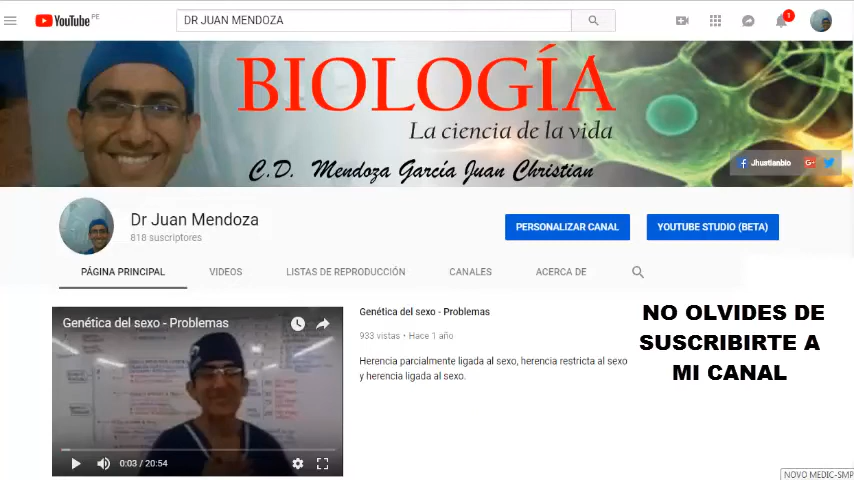 YouTube PE
DR JUAN MENDOZA
1
BIOLOGÍA
La ciencia de la vida
C.D. Mendoza García Juan Christian
Jhustianbio
G+
Dr Juan Mendoza
818 suscriptores
PERSONALIZAR CANAL
YOUTUBE STUDIO (BETA)
PÁGINA PRINCIPAL
VIDEOS
LISTAS DE REPRODUCCIÓN
CANALES
ACERCA DE
Genética del sexo - Problemas
0:03 / 20:54
Genética del sexo - Problemas
933 vistas • Hace 1 año
Herencia parcialmente ligada al sexo, herencia restricta al sexo
y herencia ligada al sexo.
NO OLVIDES DE
SUSCRIBIRTE A
MI CANAL
NOVO MEDIC-SMP